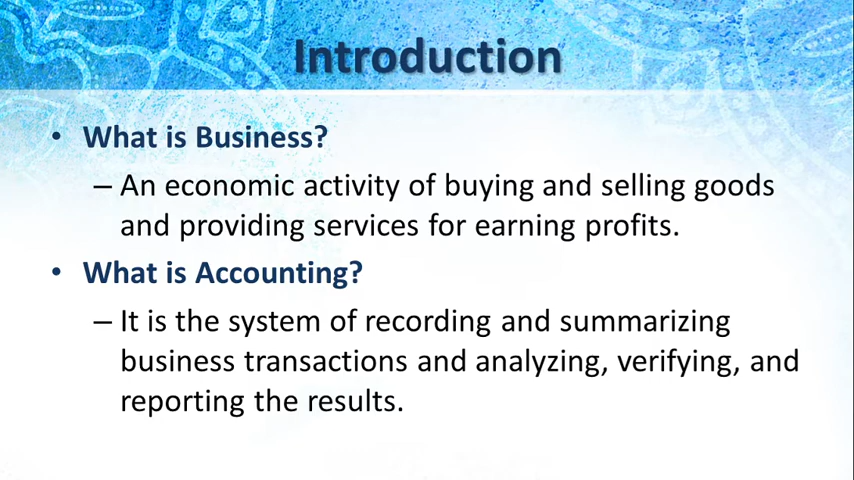 Introduction
• What is Business?
– An economic activity of buying and selling goods
and providing services for earning profits.
• What is Accounting?
– It is the system of recording and summarizing
business transactions and analyzing, verifying, and
reporting the results.